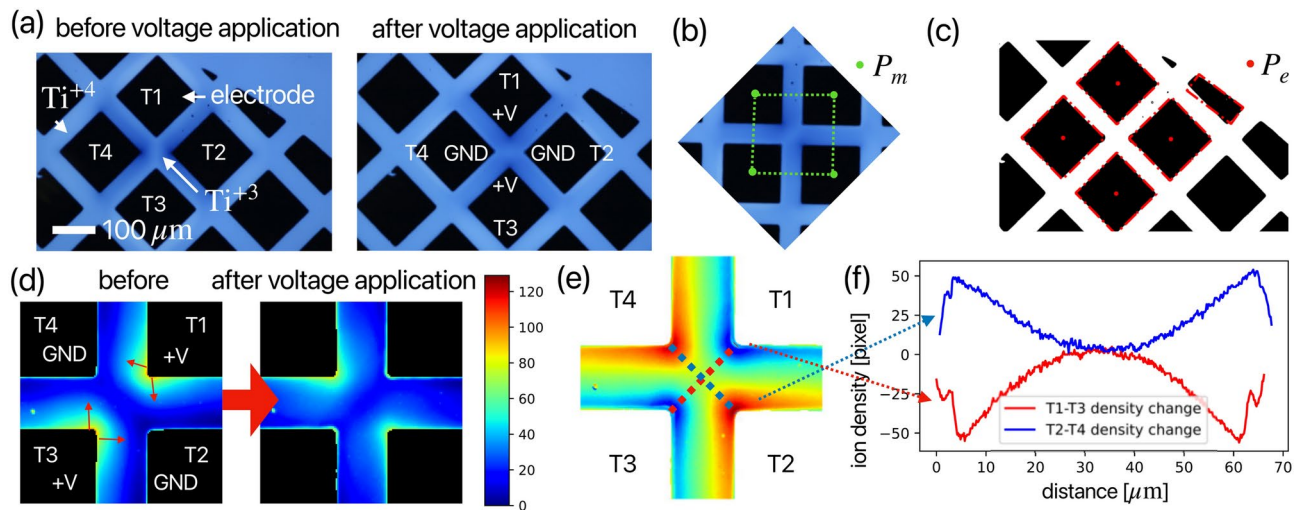 (a) before voltage application after voltage application (b) (c)
Ti+4 T1 electrode T4 T2 Ti+3 T3 100 μm
T1 +V T4 GND GND T2 +V T3
Pm
Pe
(d) before after voltage application (e) (f)
T4 T1
GND +V
T3 T2
+V GND
120
100
80
60
40
20
0
T4 T1
T3 T2
ion density [pixel]
50
25
0
−25
−50
T1-T3 density change
T2-T4 density change
0 10 20 30 40 50 60 70
distance [μm]